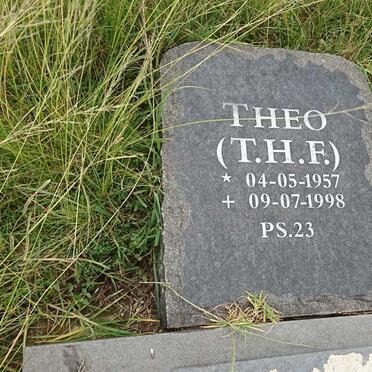 THEO
(T.H.F.)
* 04-05-1957
+ 09-07-1998
PS.23